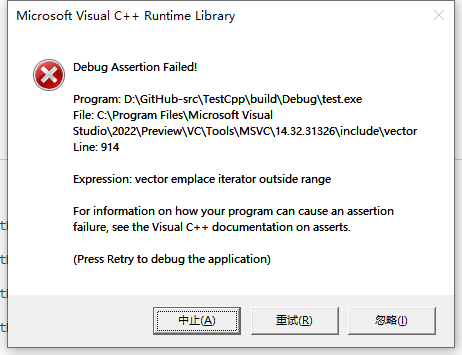 Microsoft Visual C++ Runtime Library
Debug Assertion Failed!
Program: D:\GitHub-src\TestCpp\build\Debug\test.exe
File: C:\Program Files\Microsoft Visual
Studio\2022\Preview\VC\Tools\MSVC\14.32.31326\include\vector
Line: 914
Expression: vector emplace iterator outside range
For information on how your program can cause an assertion
failure, see the Visual C++ documentation on asserts.
(Press Retry to debug the application)
中止(A) 重试(R) 忽略(I)